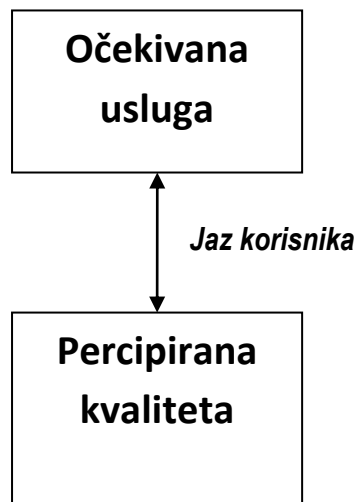 Očekivana
usluga
Jaz korisnika
Percipirana
kvaliteta